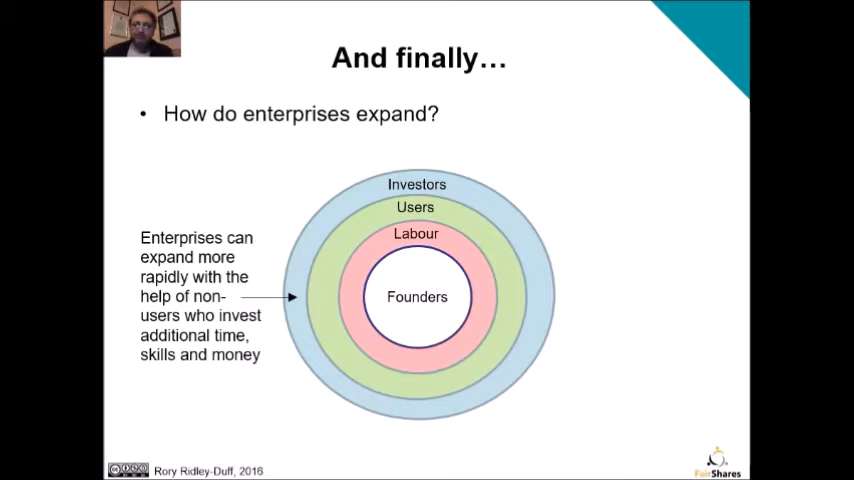 And finally…
• How do enterprises expand?
Investors
Users
Labour
Founders
Enterprises can
expand more
rapidly with the
help of non-
users who invest
additional time,
skills and money
Rory Ridley-Duff, 2016
FairShares